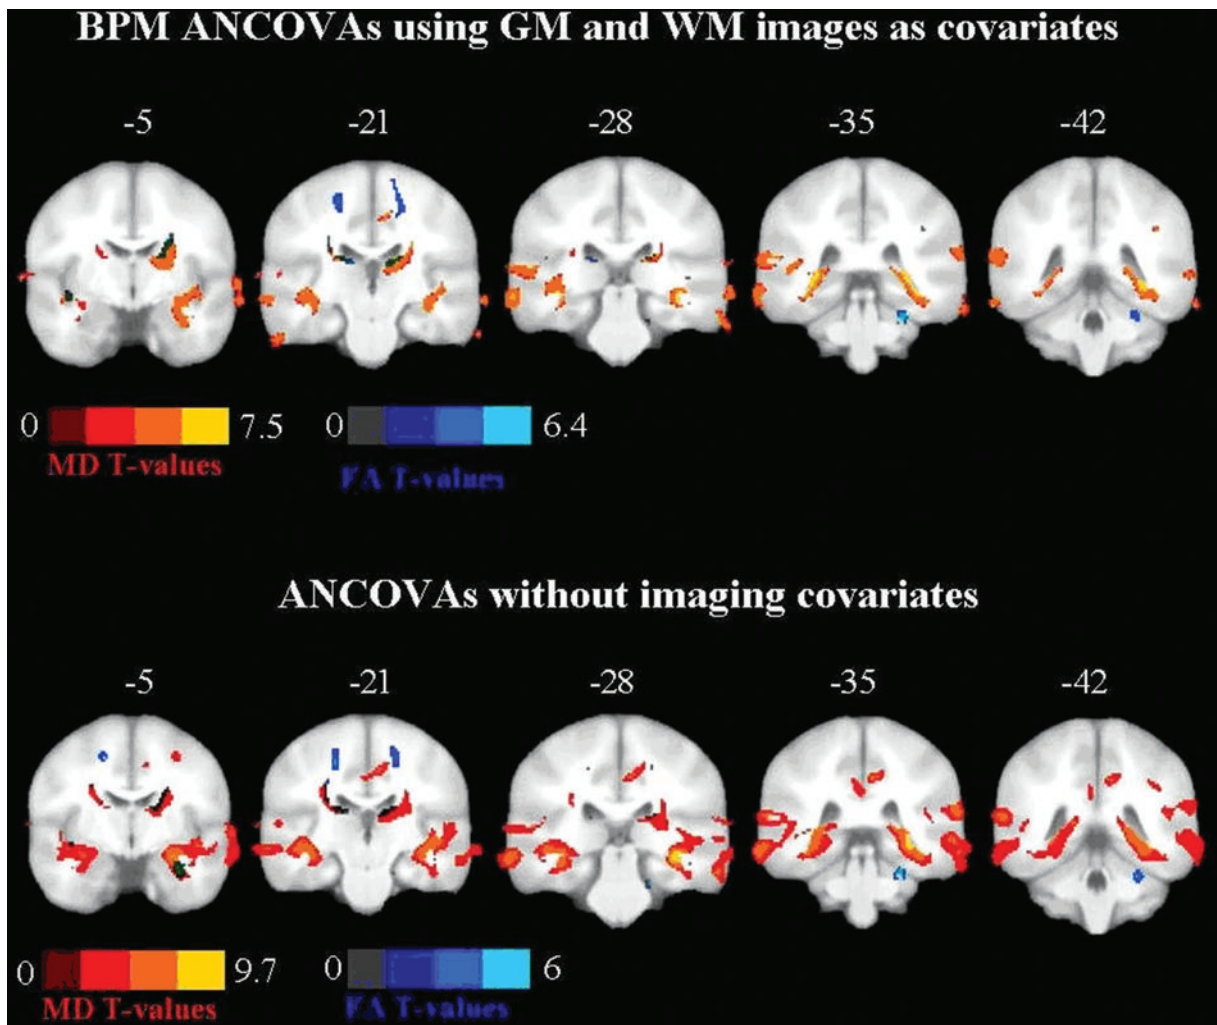 BPM ANCOVAs using GM and WM images as covariates
-5 -21 -28 -35 -42
0 7.5 0 6.4
MD T-values FA T-values
ANCOVAs without imaging covariates
-5 -21 -28 -35 -42
0 9.7 0 6
MD T-values FA T-values